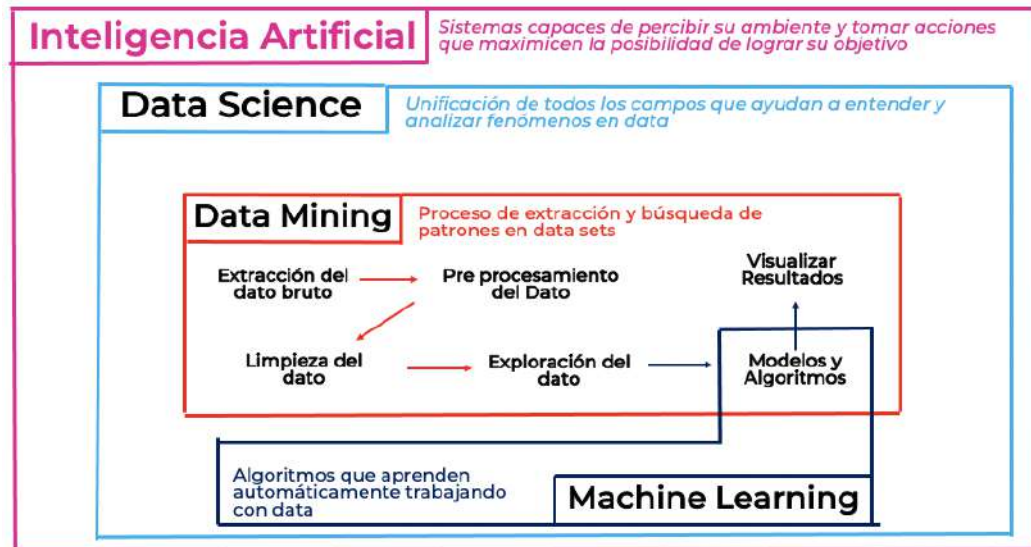 Inteligencia Artificial
Sistemas capaces de percibir su ambiente y tomar acciones
que maximicen la posibilidad de lograr su objetivo
Data Science
Unificación de todos los campos que ayudan a entender y
analizar fenómenos en data
Data Mining
Proceso de extracción y búsqueda de
patrones en data sets
Extracción del
dato bruto
Pre procesamiento
del Dato
Visualizar
Resultados
Limpieza del
dato
Exploración del
dato
Modelos y
Algoritmos
Algoritmos que aprenden
automáticamente trabajando
con data
Machine Learning